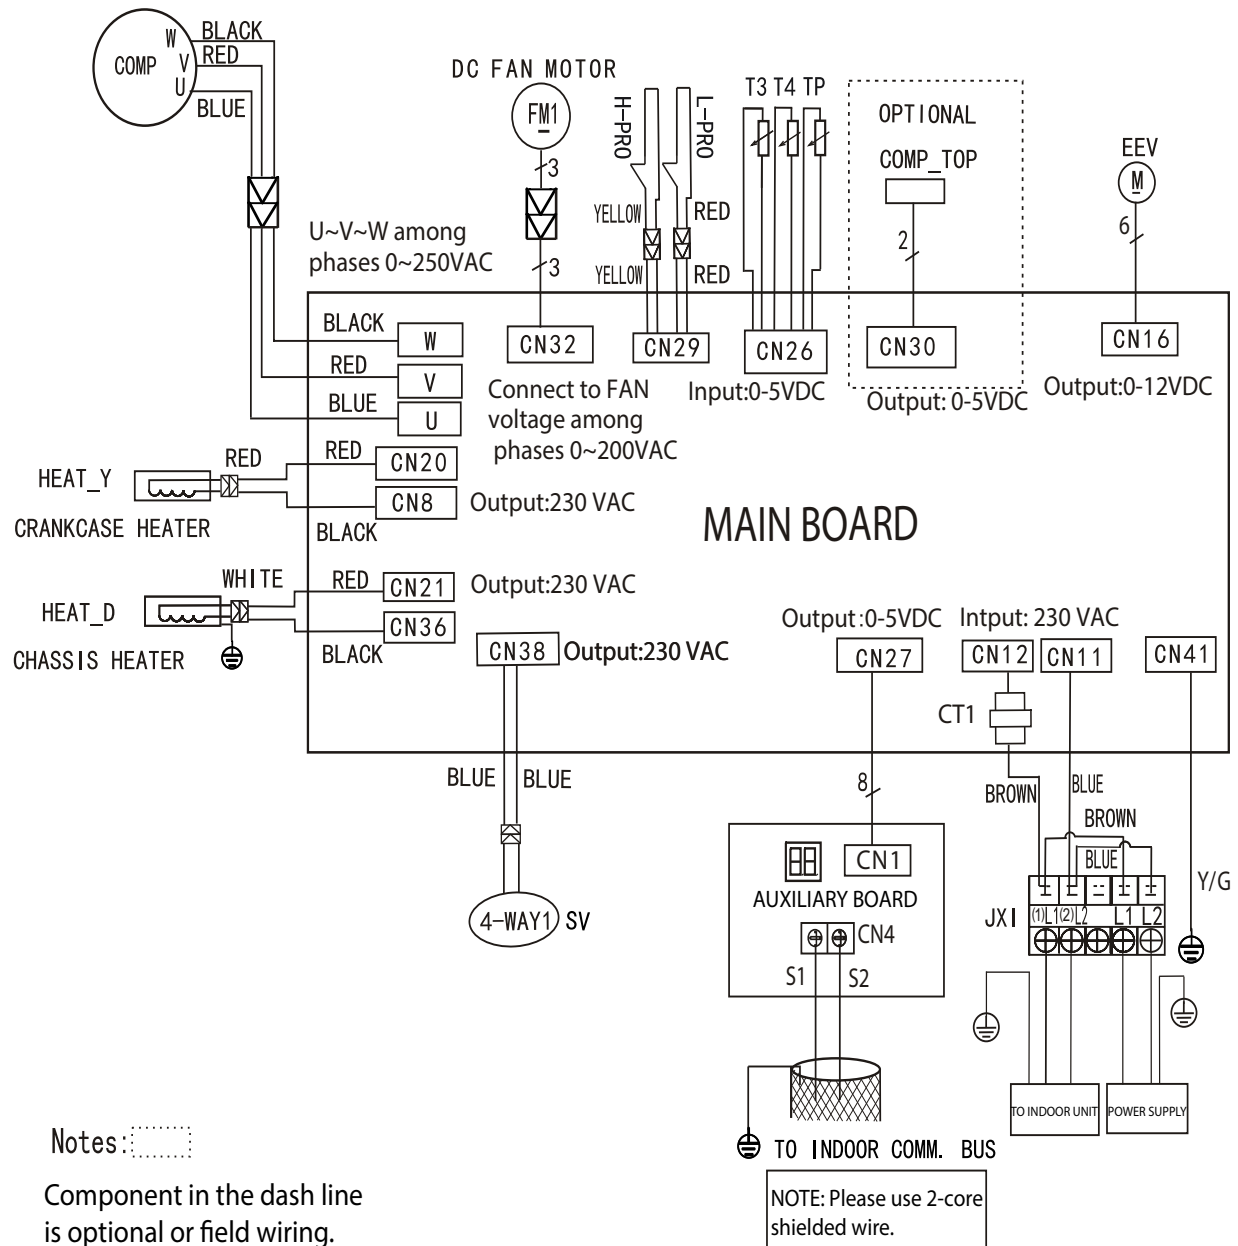 BLACK
W
COMP
V
RED
U
BLUE
DC FAN MOTOR
FM1
3
3
H-PRO
L-PRO
YELLOW
RED
YELLOW
RED
T3 T4 TP
OPTIONAL
COMP_TOP
2
EEV
M
6
U~V~W among
phases 0~250VAC
BLACK
W
RED
V
BLUE
U
CN32
CN29
CN26
CN30
CN16
Connect to FAN
voltage among
phases 0~200VAC
Input:0-5VDC
Output: 0-5VDC
Output:0-12VDC
HEAT_Y
RED
RED
CN20
CN8
Output:230 VAC
CRANKCASE HEATER
BLACK
MAIN BOARD
HEAT_D
WHITE
RED
CN21
Output:230 VAC
CN36
CHASSIS HEATER
BLACK
CN38
Output:230 VAC
Output:0-5VDC
Intput: 230 VAC
CN27
CN12
CN11
CN41
CT1
BLUE
BLUE
8
BROWN
BLUE
BROWN
BLUE
4-WAY1
SV
CN1
AUXILIARY BOARD
CN4
S1
S2
JX1
(1)L1(2)L2
L1
L2
Y/G
TO INDOOR UNIT
POWER SUPPLY
TO INDOOR COMM. BUS
NOTE: Please use 2-core
shielded wire.
Notes:
Component in the dash line
is optional or field wiring.